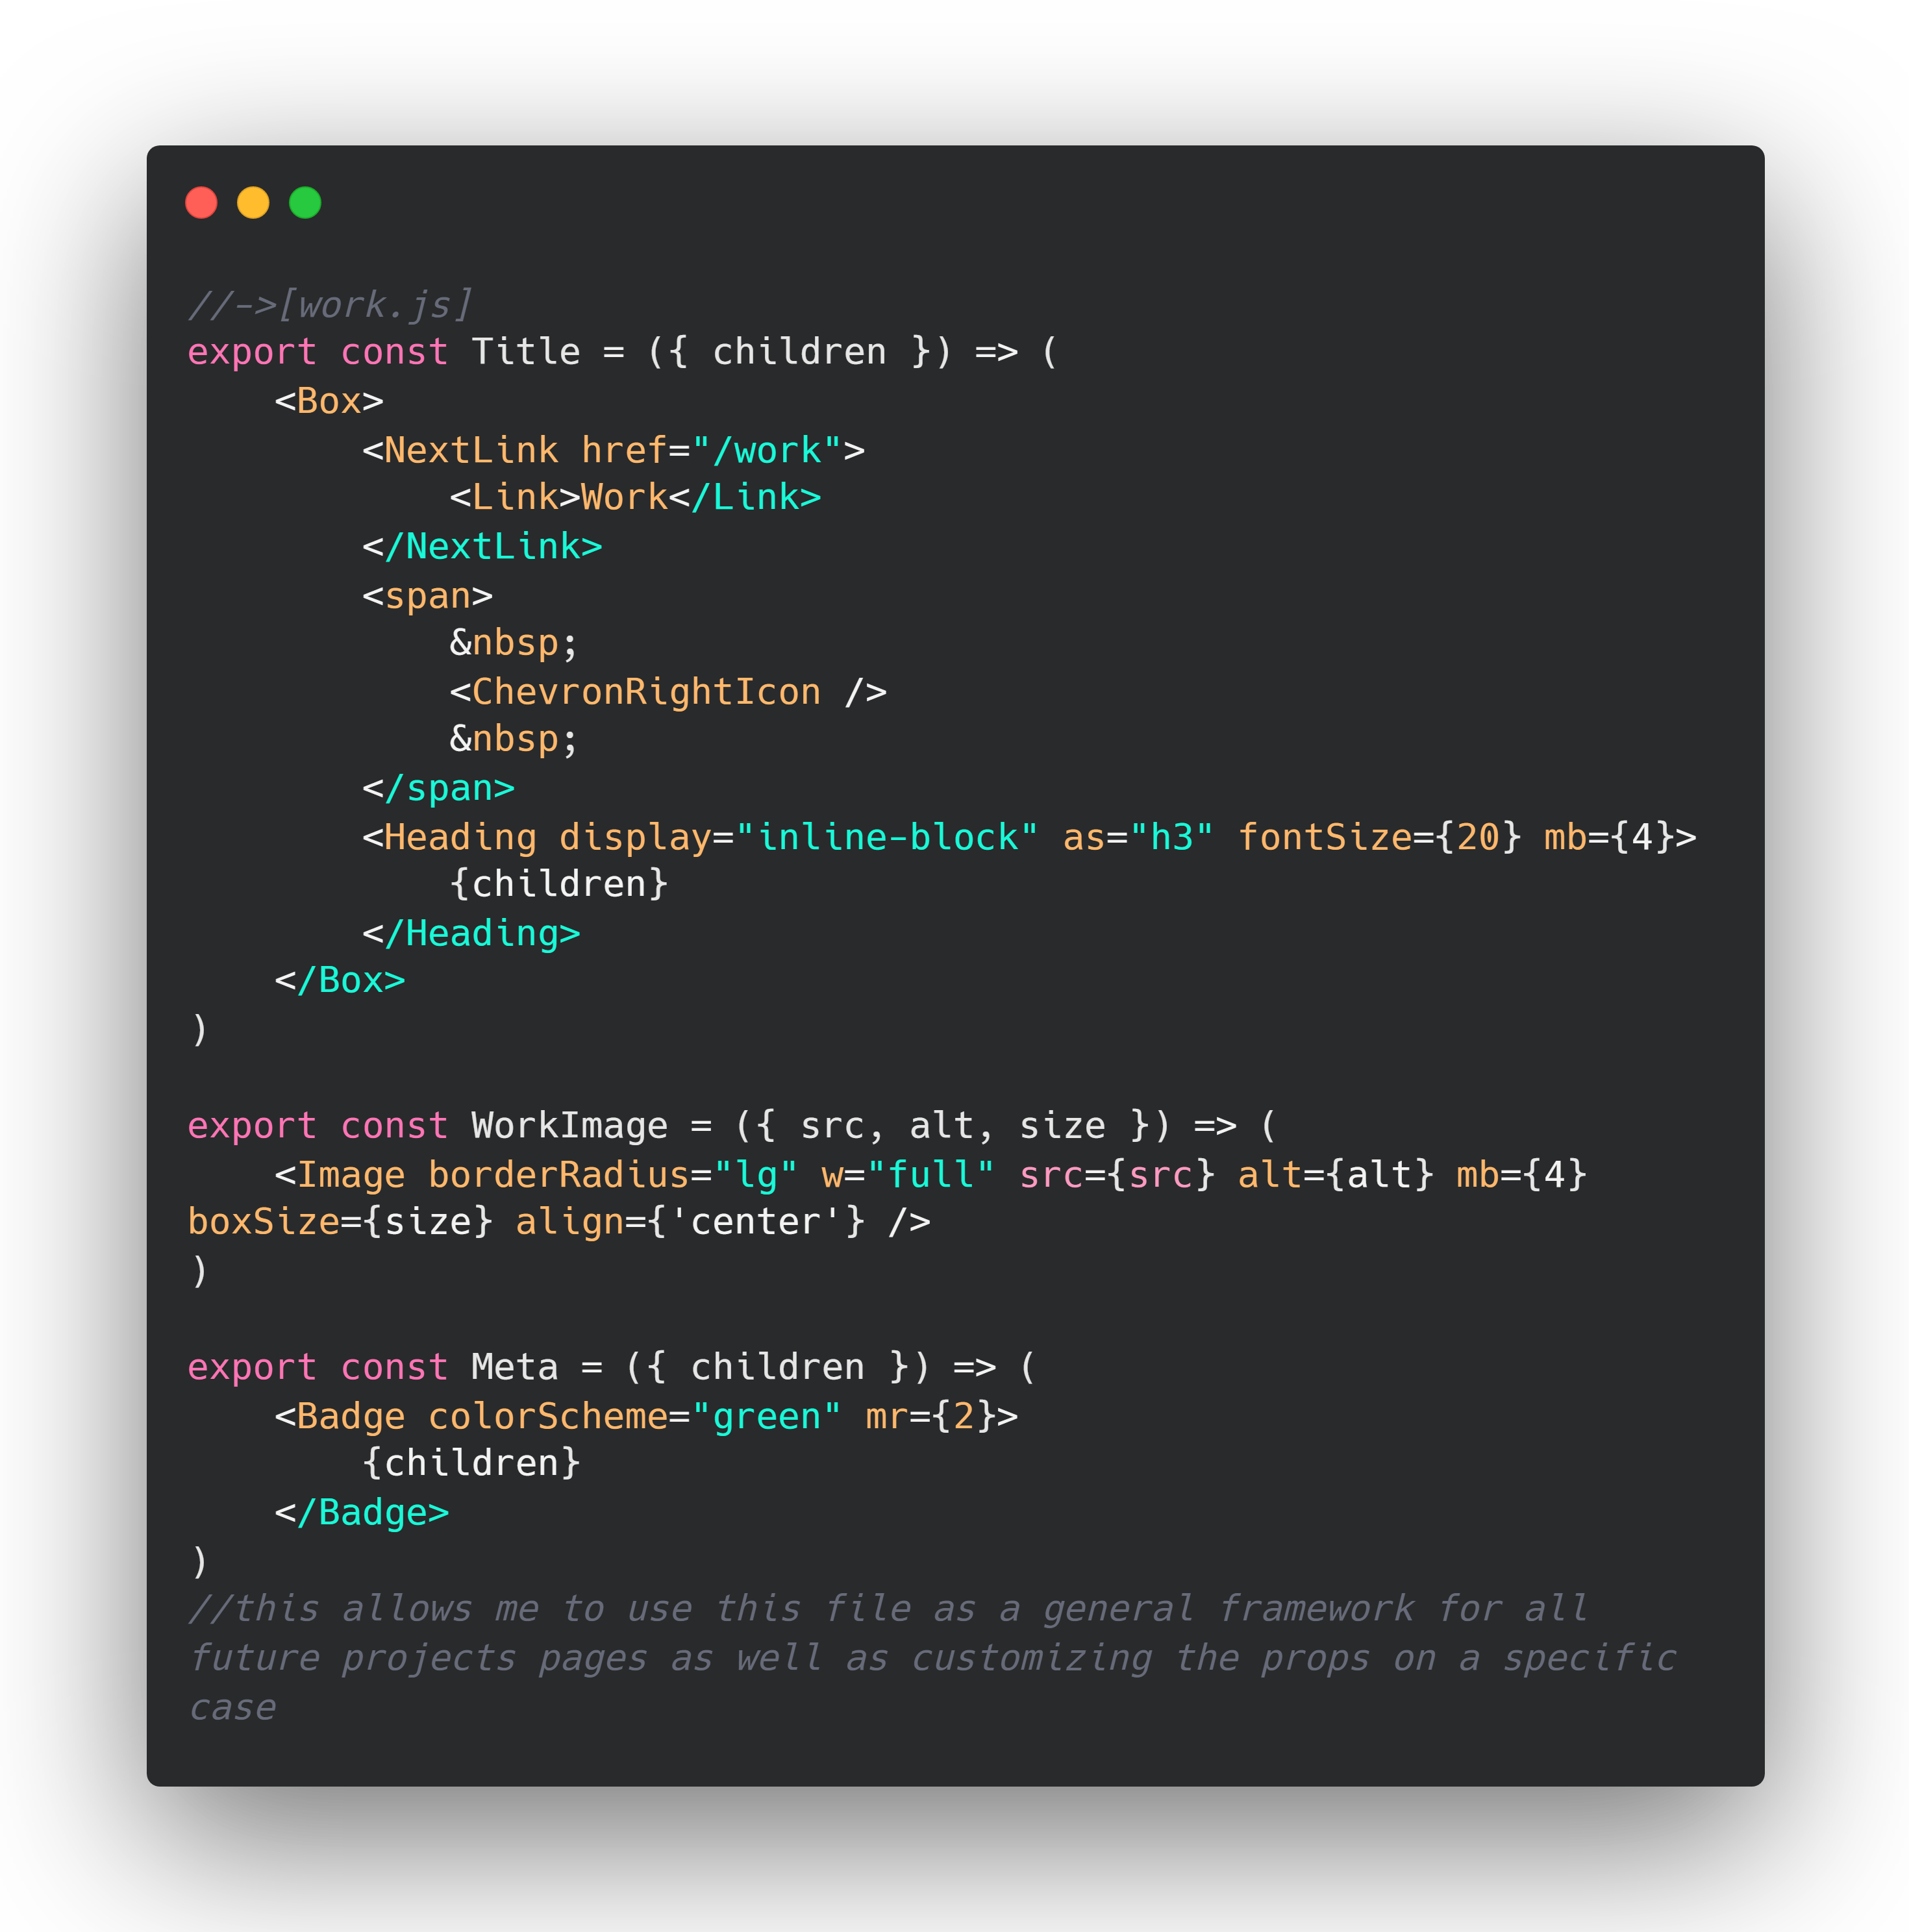 //->[work.js]
export const Title = ({ children }) => (
    <Box>
        <NextLink href="/work">
            <Link>Work</Link>
        </NextLink>
        <span>
            &nbsp;
            <ChevronRightIcon />
            &nbsp;
        </span>
        <Heading display="inline-block" as="h3" fontSize={20} mb={4}>
            {children}
        </Heading>
    </Box>
)

export const WorkImage = ({ src, alt, size }) => (
    <Image borderRadius="lg" w="full" src={src} alt={alt} mb={4}
boxSize={size} align={'center'} />
)

export const Meta = ({ children }) => (
    <Badge colorScheme="green" mr={2}>
        {children}
    </Badge>
)
//this allows me to use this file as a general framework for all
future projects pages as well as customizing the props on a specific
case